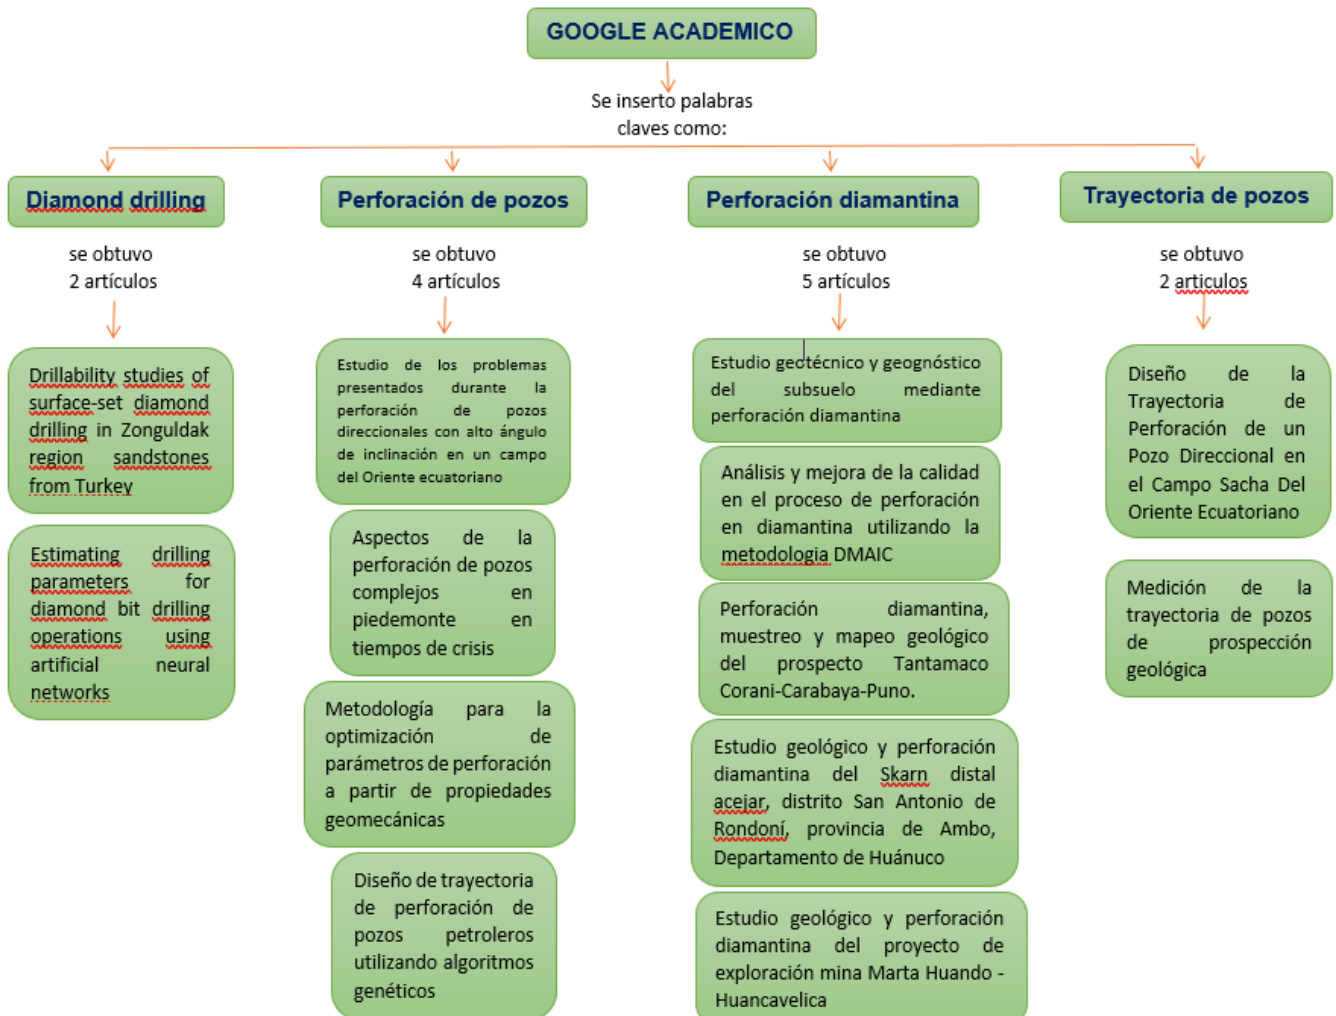 GOOGLE ACADEMICO
Se inserto palabras
claves como:
Diamond drilling
se obtuvo
2 artículos
Drillability studies of
surface-set diamond
drilling in Zonguldak
region sandstones
from Turkey
Estimating drilling
parameters for
diamond bit drilling
operations using
artificial neural
networks
Perforación de pozos
se obtuvo
4 artículos
Estudio de los problemas
presentados durante la
perforación de pozos
direccionales con alto ángulo
de inclinación en un campo
del Oriente ecuatoriano
Aspectos de la
perforación de pozos
complejos en
piedemonte en
tiempos de crisis
Metodología para la
optimización de
parámetros de perforación
a partir de propiedades
geomecánicas
Diseño de trayectoria
de perforación de
pozos petroleros
utilizando algoritmos
genéticos
Perforación diamantina
se obtuvo
5 artículos
Estudio geotécnico y geognóstico
del subsuelo mediante
perforación diamantina
Análisis y mejora de la calidad
en el proceso de perforación
en diamantina utilizando la
metodologia DMAIC
Perforación diamantina,
muestreo y mapeo geológico
del prospecto Tantamaco
Corani-Carabaya-Puno.
Estudio geológico y perforación
diamantina del Skarn distal
acejar, distrito San Antonio de
Rondoní, provincia de Ambo,
Departamento de Huánuco
Estudio geológico y perforación
diamantina del proyecto de
exploración mina Marta Huando -
Huancavelica
Trayectoria de pozos
se obtuvo
2 articulos
Diseño de la
Trayectoria de
Perforación de un
Pozo Direccional en
el Campo Sacha Del
Oriente Ecuatoriano
Medición de la
trayectoria de pozos
de prospección
geológica